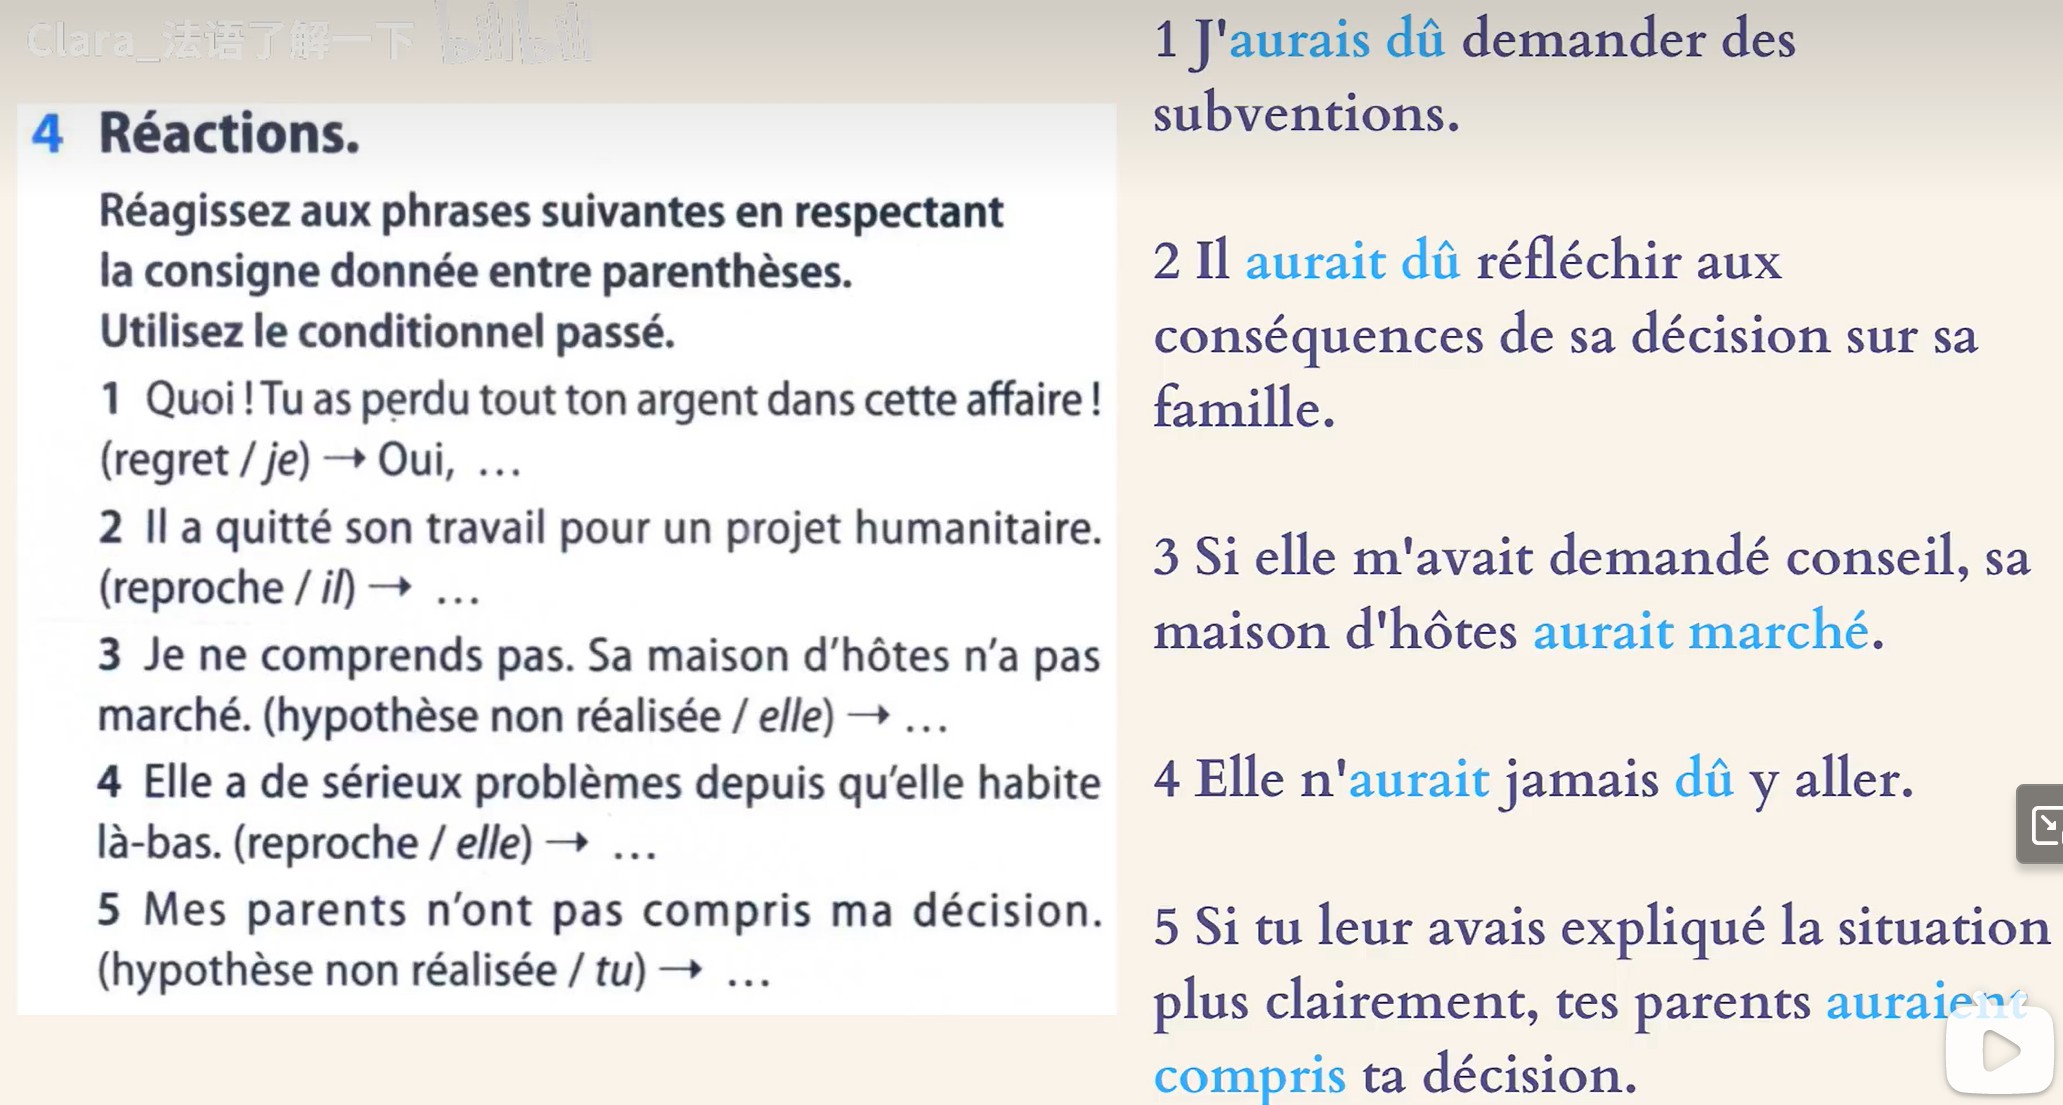 Clara_法语了解一下 bilibili
4 Réactions.
Réagissez aux phrases suivantes en respectant
la consigne donnée entre parenthèses.
Utilisez le conditionnel passé.
1 Quoi ! Tu as perdu tout ton argent dans cette affaire !
(regret / je) → Oui, …
2 Il a quitté son travail pour un projet humanitaire.
(reproche / il) → …
3 Je ne comprends pas. Sa maison d’hôtes n’a pas
marché. (hypothèse non réalisée / elle) → …
4 Elle a de sérieux problèmes depuis qu’elle habite
là-bas. (reproche / elle) → …
5 Mes parents n’ont pas compris ma décision.
(hypothèse non réalisée / tu) → …
1 J'aurais dû demander des
subventions.
2 Il aurait dû réfléchir aux
conséquences de sa décision sur sa
famille.
3 Si elle m'avait demandé conseil, sa
maison d'hôtes aurait marché.
4 Elle n'aurait jamais dû y aller.
5 Si tu leur avais expliqué la situation
plus clairement, tes parents auraient
compris ta décision.